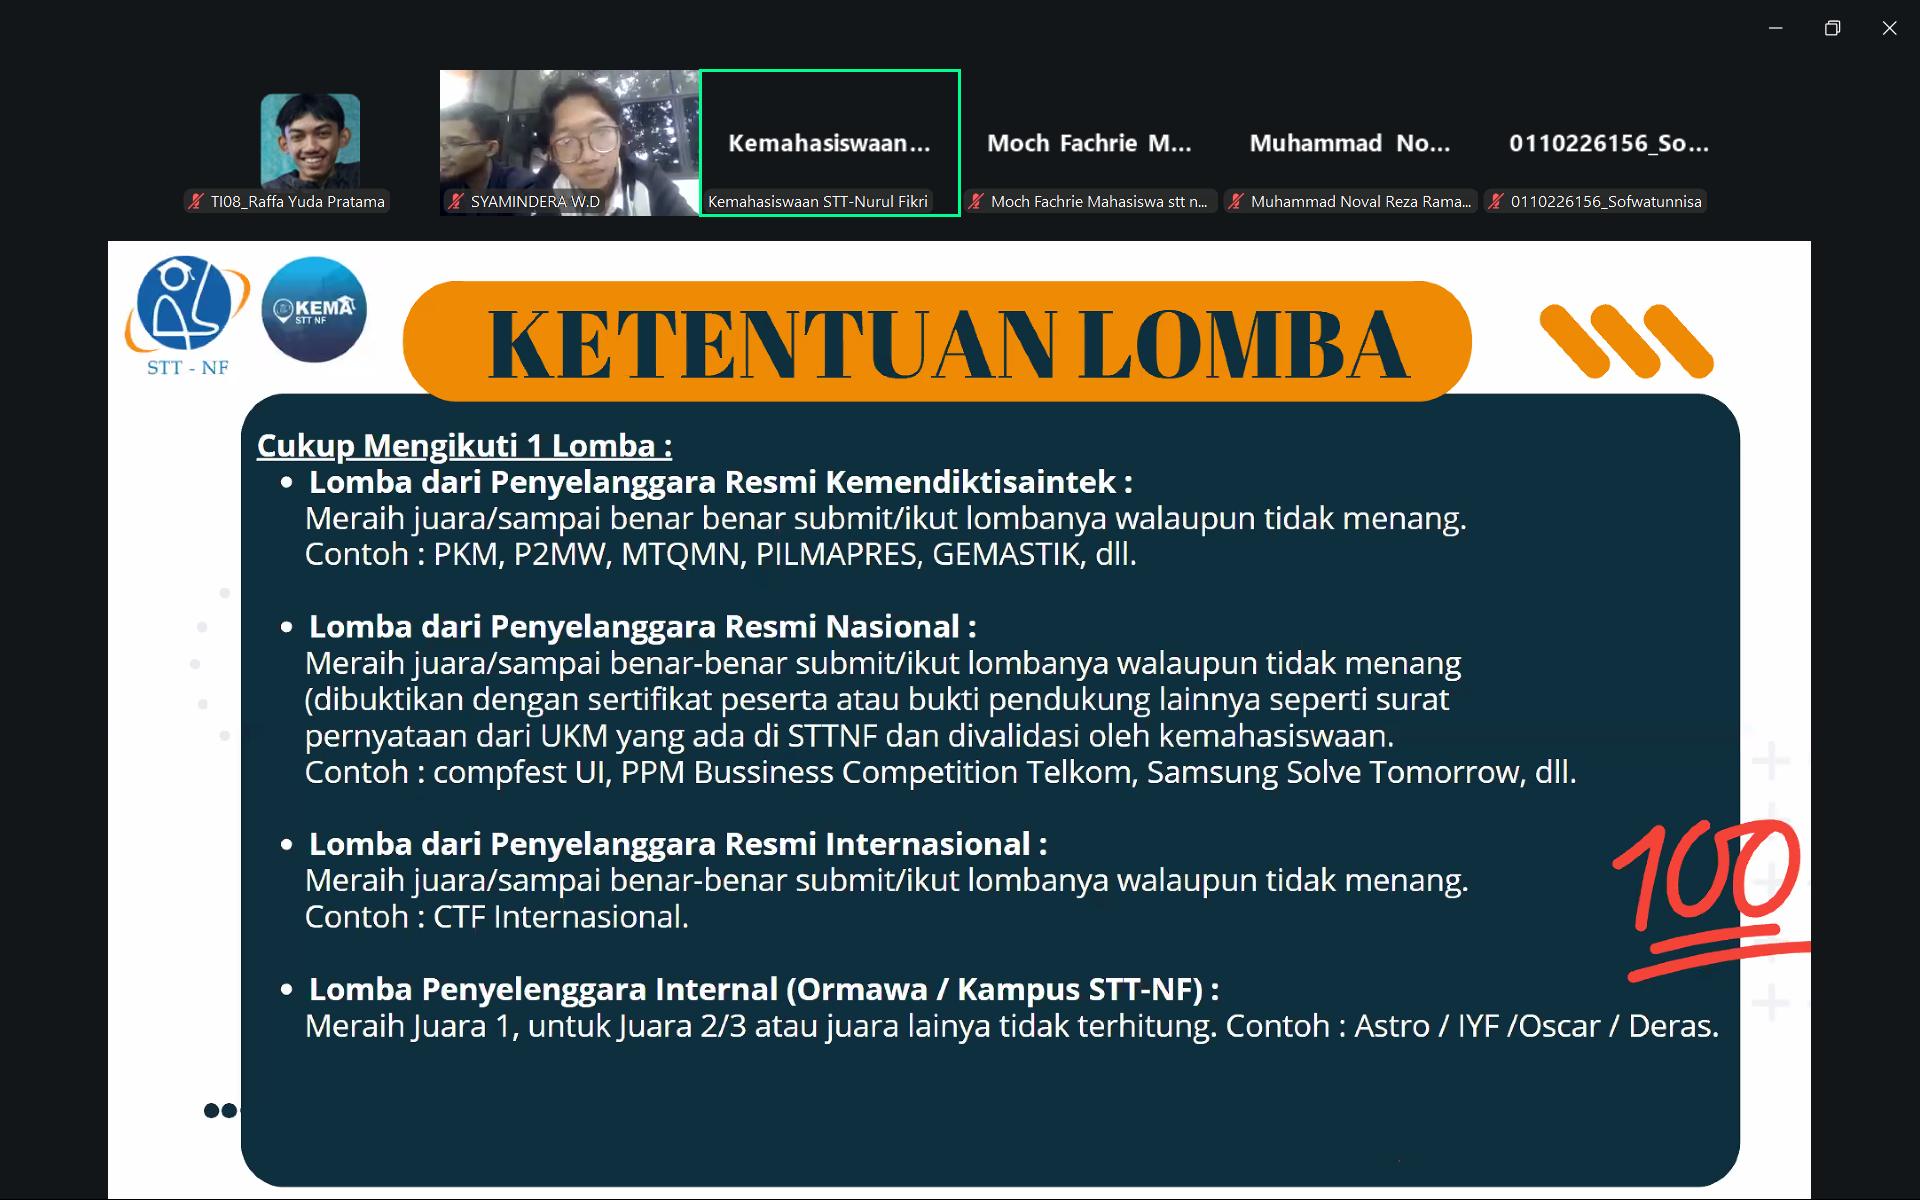 Kemahasiswaan...
Moch Fachrie M...
Muhammad No...
0110226156_So...
TI08_Raffa Yuda Pratama
SYAMINDERA W.D
Kemahasiswaan STT-Nurul Fikri
Moch Fachrie Mahasiswa stt n...
Muhammad Noval Reza Rama...
0110226156_Sofwatunnisa
STT - NF
KEMA
STT NF
KETENTUAN LOMBA
Cukup Mengikuti 1 Lomba :
• Lomba dari Penyelanggara Resmi Kemendiktisaintek :
Meraih juara/sampai benar benar submit/ikut lombanya walaupun tidak menang.
Contoh : PKM, P2MW, MTQMN, PILMAPRES, GEMASTIK, dll.
• Lomba dari Penyelanggara Resmi Nasional :
Meraih juara/sampai benar-benar submit/ikut lombanya walaupun tidak menang
(dibuktikan dengan sertifikat peserta atau bukti pendukung lainnya seperti surat
pernyataan dari UKM yang ada di STTNF dan divalidasi oleh kemahasiswaan.
Contoh : compfest UI, PPM Bussiness Competition Telkom, Samsung Solve Tomorrow, dll.
• Lomba dari Penyelanggara Resmi Internasional :
Meraih juara/sampai benar-benar submit/ikut lombanya walaupun tidak menang.
Contoh : CTF Internasional.
100
• Lomba Penyelenggara Internal (Ormawa / Kampus STT-NF) :
Meraih Juara 1, untuk Juara 2/3 atau juara lainya tidak terhitung. Contoh : Astro / IYF /Oscar / Deras.